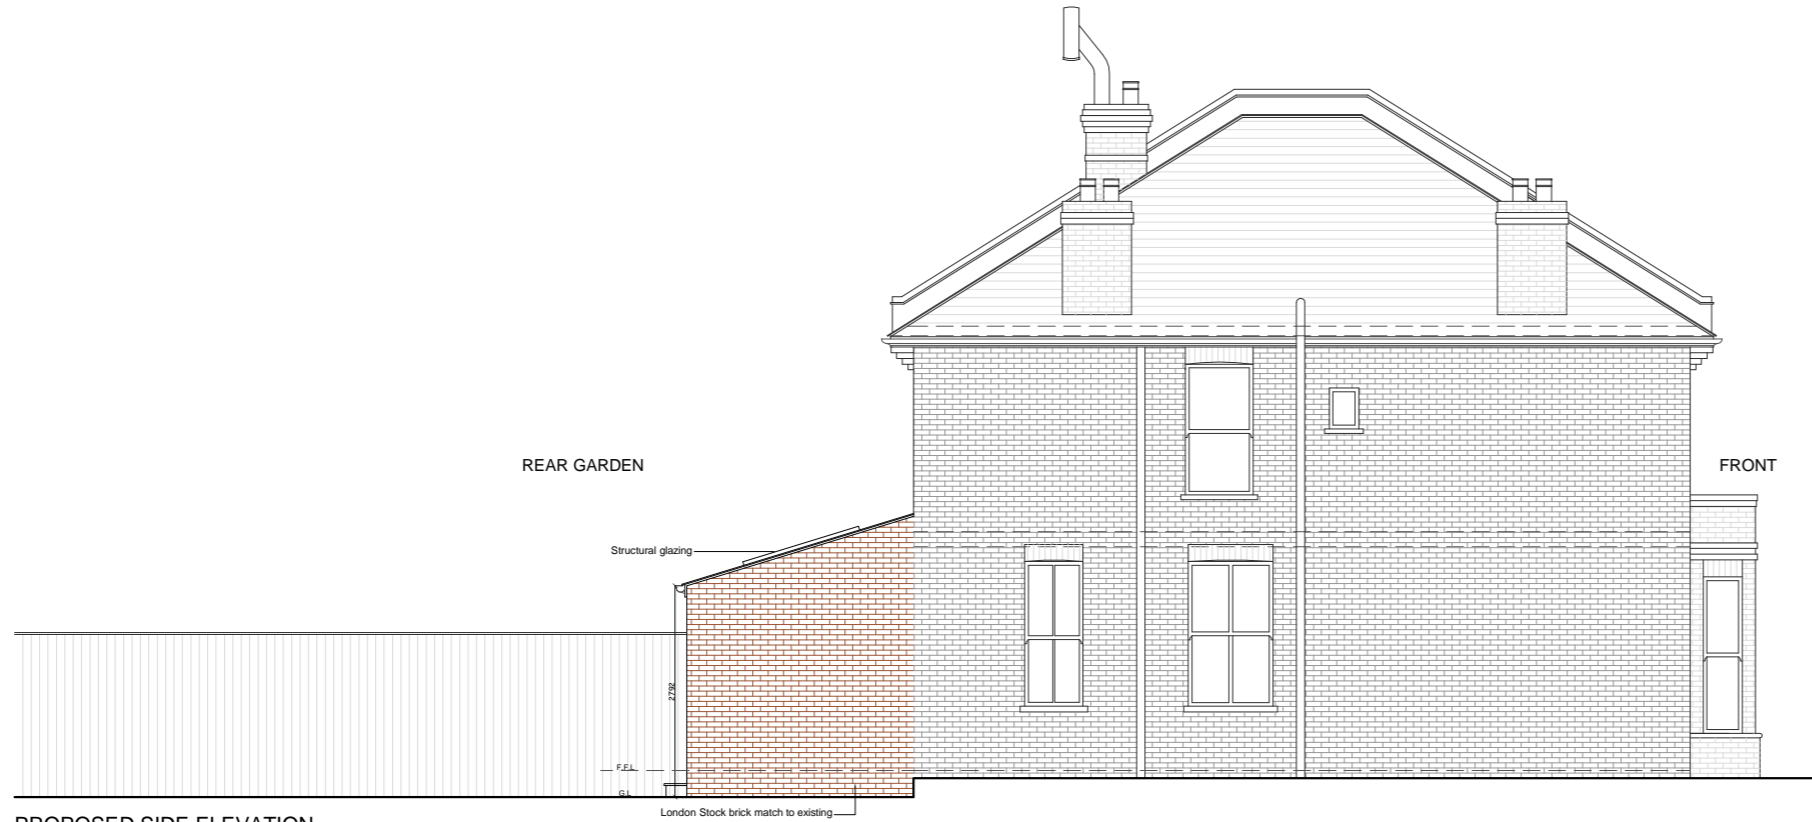 REAR GARDEN
FRONT
Structural glazing
2792
F.F.L
G.L
London Stock brick match to existing
PROPOSED SIDE ELEVATION